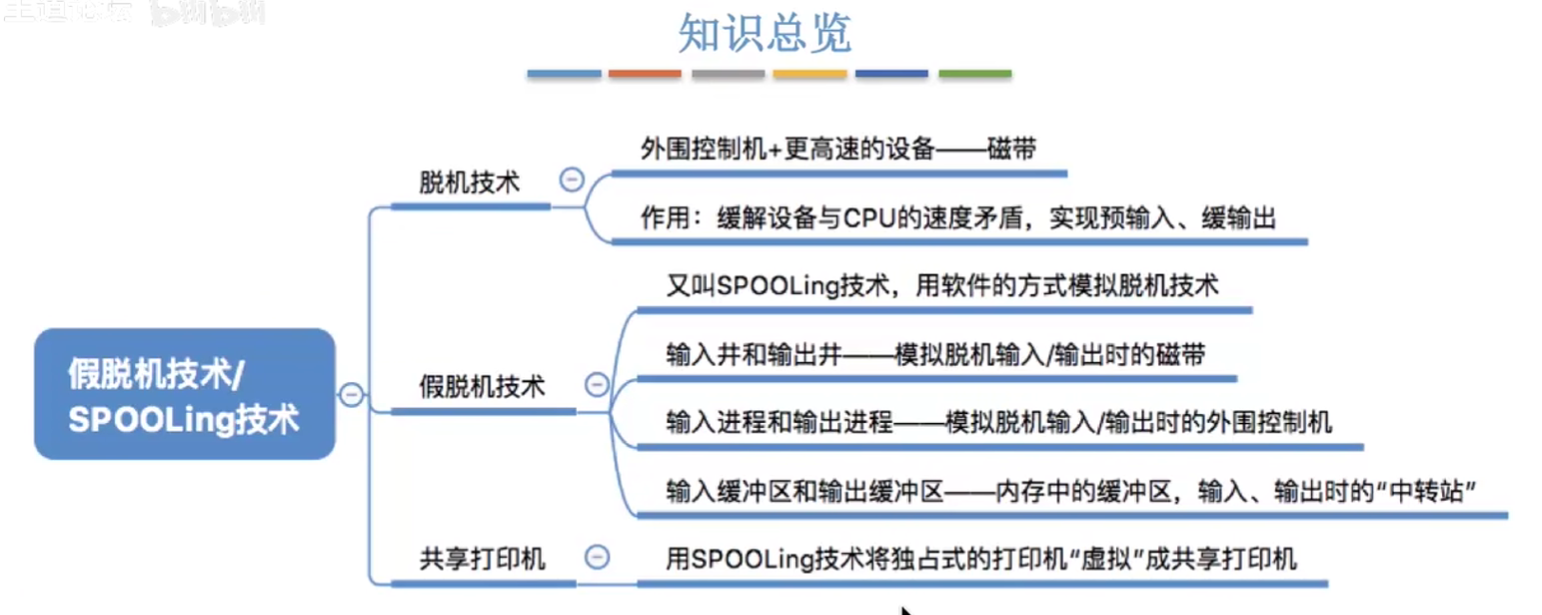 知识总览
脱机技术
外围控制机+更高速的设备——磁带
作用：缓解设备与CPU的速度矛盾，实现预输入、缓输出
假脱机技术/
SPOOLing技术
假脱机技术
又叫SPOOLing技术，用软件的方式模拟脱机技术
输入井和输出井——模拟脱机输入/输出时的磁带
输入进程和输出进程——模拟脱机输入/输出时的外围控制机
输入缓冲区和输出缓冲区——内存中的缓冲区，输入、输出时的“中转站”
共享打印机
用SPOOLing技术将独占式的打印机“虚拟”成共享打印机